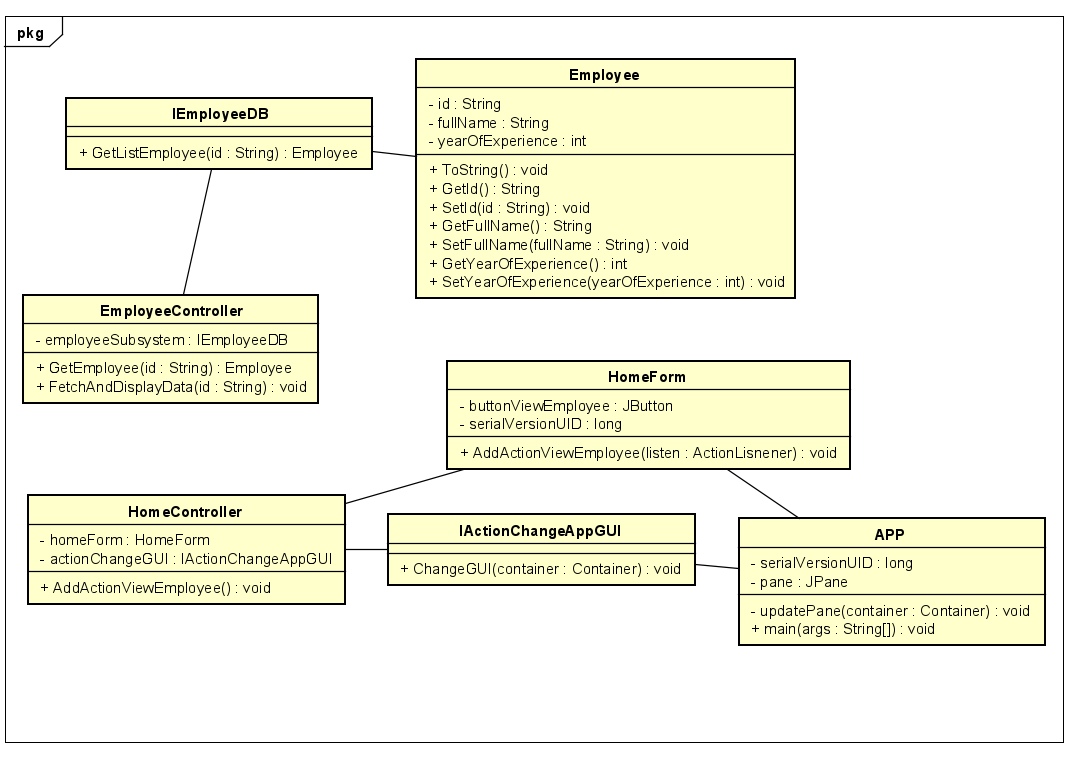 pkg
IEmployeeDB
+ GetListEmployee(id : String) : Employee
Employee
- id : String
- fullName : String
- yearOfExperience : int
+ ToString() : void
+ GetId() : String
+ SetId(id : String) : void
+ GetFullName() : String
+ SetFullName(fullName : String) : void
+ GetYearOfExperience() : int
+ SetYearOfExperience(yearOfExperience : int) : void
EmployeeController
- employeeSubsystem : IEmployeeDB
+ GetEmployee(id : String) : Employee
+ FetchAndDisplayData(id : String) : void
HomeForm
- buttonViewEmployee : JButton
- serialVersionUID : long
+ AddActionViewEmployee(listen : ActionLisnener) : void
HomeController
- homeForm : HomeForm
- actionChangeGUI : IActionChangeAppGUI
+ AddActionViewEmployee() : void
IActionChangeAppGUI
+ ChangeGUI(container : Container) : void
APP
- serialVersionUID : long
- pane : JPane
- updatePane(container : Container) : void
+ main(args : String[]) : void